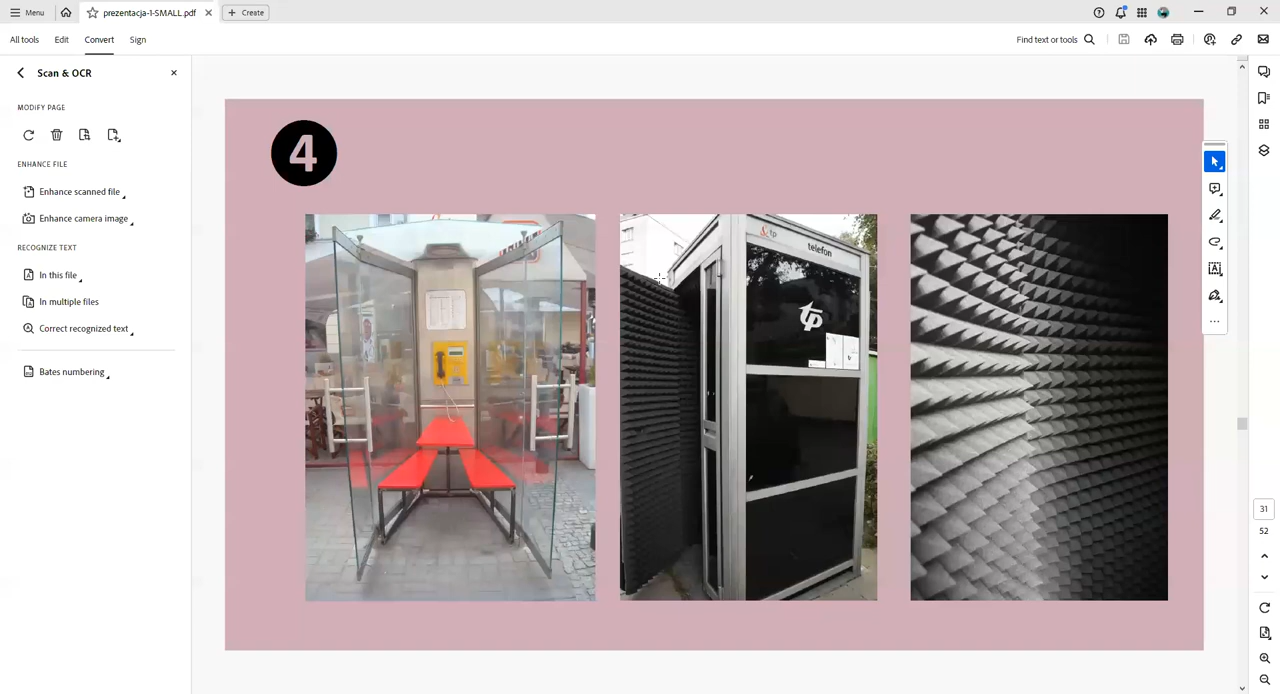 Menu
prezentacja-1-SMALL.pdf
Create
All tools
Edit
Convert
Sign
Find text or tools
Scan & OCR
MODIFY PAGE
ENHANCE FILE
Enhance scanned file
Enhance camera image
RECOGNIZE TEXT
In this file
In multiple files
Correct recognized text
Bates numbering
4
tp
telefon
tp
31
52